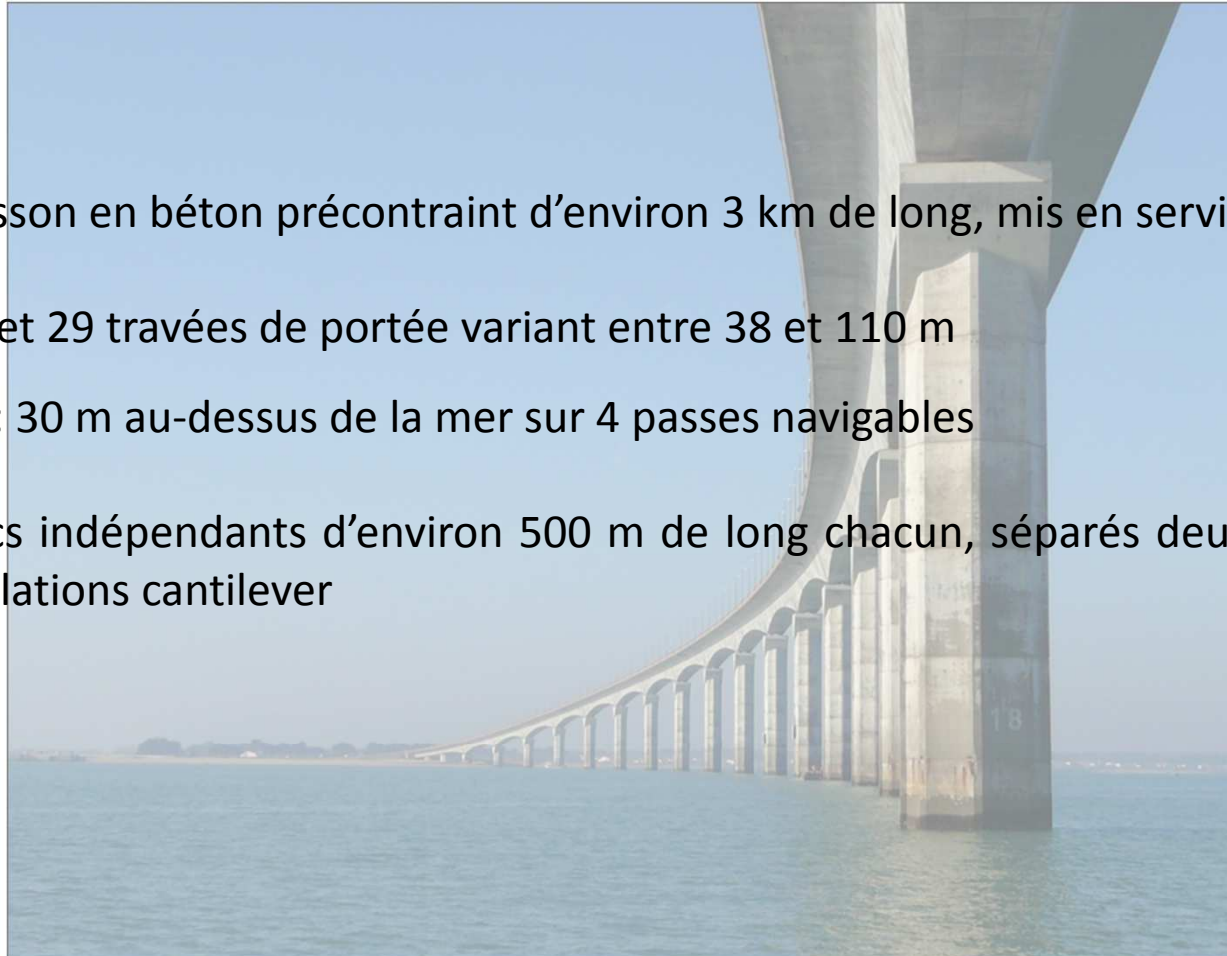 sson en béton précontraint d'environ 3 km de long, mis en servi
et 29 travées de portée variant entre 38 et 110 m
: 30 m au-dessus de la mer sur 4 passes navigables
cs indépendants d'environ 500 m de long chacun, séparés deu
lations cantilever
18